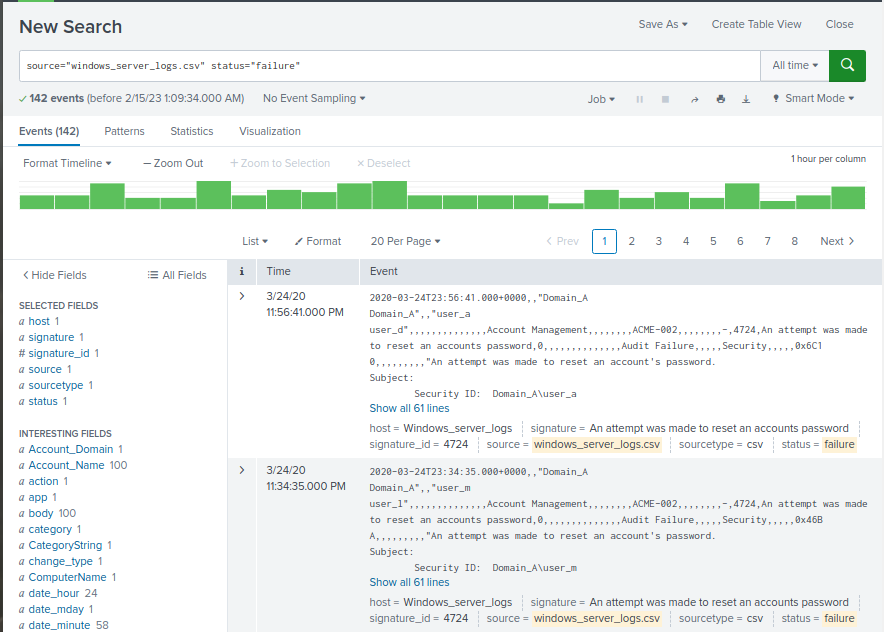 New Search
Save As ▾ Create Table View Close
source="windows_server_logs.csv" status="failure"
All time ▾
✓ 142 events (before 2/15/23 1:09:34.000 AM) No Event Sampling ▾
Job ▾ Smart Mode ▾
Events (142) Patterns Statistics Visualization
Format Timeline ▾ — Zoom Out + Zoom to Selection × Deselect
1 hour per column
List ▾ Format 20 Per Page ▾
< Prev 1 2 3 4 5 6 7 8 Next >
< Hide Fields All Fields
i Time Event
SELECTED FIELDS
a host 1
a signature 1
# signature_id 1
a source 1
a sourcetype 1
a status 1
INTERESTING FIELDS
a Account_Domain 1
a Account_Name 100
a action 1
a app 1
a body 100
a category 1
a CategoryString 1
a change_type 1
a ComputerName 1
a date_hour 24
a date_mday 1
a date_minute 58
> 3/24/20
11:56:41.000 PM
2020-03-24T23:56:41.000+0000,,"Domain_A
Domain_A",,"user_a
user_d",,,,,,,,,,,,,Account Management,,,,,,,,ACME-002,,,,,,,,-,4724,An attempt was made
to reset an accounts password,0,,,,,,,,,,,,,Audit Failure,,,,,Security,,,,,0x6C1
0,,,,,,,,,"An attempt was made to reset an account's password.
Subject:
Security ID: Domain_A\user_a
Show all 61 lines
host = Windows_server_logs signature = An attempt was made to reset an accounts password
signature_id = 4724 source = windows_server_logs.csv sourcetype = csv status = failure
> 3/24/20
11:34:35.000 PM
2020-03-24T23:34:35.000+0000,,"Domain_A
Domain_A",,"user_m
user_l",,,,,,,,,,,,,Account Management,,,,,,,,ACME-002,,,,,,,,-,4724,An attempt was made
to reset an accounts password,0,,,,,,,,,,,,,Audit Failure,,,,,Security,,,,,0x46B
A,,,,,,,,,"An attempt was made to reset an account's password.
Subject:
Security ID: Domain_A\user_m
Show all 61 lines
host = Windows_server_logs signature = An attempt was made to reset an accounts password
signature_id = 4724 source = windows_server_logs.csv sourcetype = csv status = failure